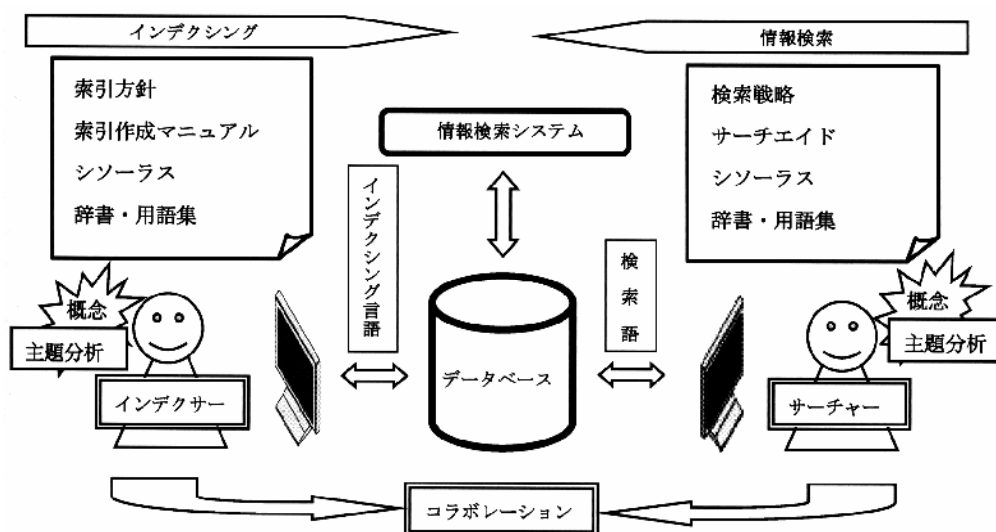 インデクシング
情報検索
索引方針
索引作成マニュアル
シソーラス
辞書・用語集
情報検索システム
検索戦略
サーチエイド
シソーラス
辞書・用語集
インデクシング言語
検索語
概念
主題分析
インデクサー
データベース
概念
主題分析
サーチャー
コラボレーション